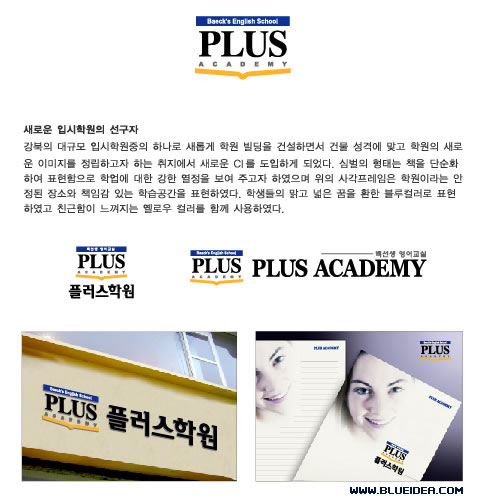 Baeck's English School
PLUS
ACADEMY
새로운 입시학원의 선구자
강북의 대규모 입시학원중의 하나로 새롭게 학원 빌딩을 건설하면서 건물 성격에 맞고 학원의 새로
운 이미지를 정립하고자 하는 취지에서 새로운 CI를 도입하게 되었다. 심벌의 형태는 책을 단순화
하여 표현함으로 학업에 대한 강한 열정을 보여 주고자 하였으며 위의 사각프레임은 학원이라는 안
정된 장소와 책임감 있는 학습공간을 표현하였다. 학생들의 맑고 넓은 꿈을 환한 블루컬러로 표현
하였고 친근함이 느껴지는 옐로우 컬러를 함께 사용하였다.
백선생 영어교실
PLUS
ACADEMY
플러스학원
Baeck's English School
PLUS
ACADEMY
백선생 영어교실
PLUS ACADEMY
Baeck's English School
PLUS
ACADEMY
플러스학원
PLUS ACADEMY
PLUS
ACADEMY
PLUS ACADEMY
PLUS
플러스학원
WWW.BLUEIDEA.COM